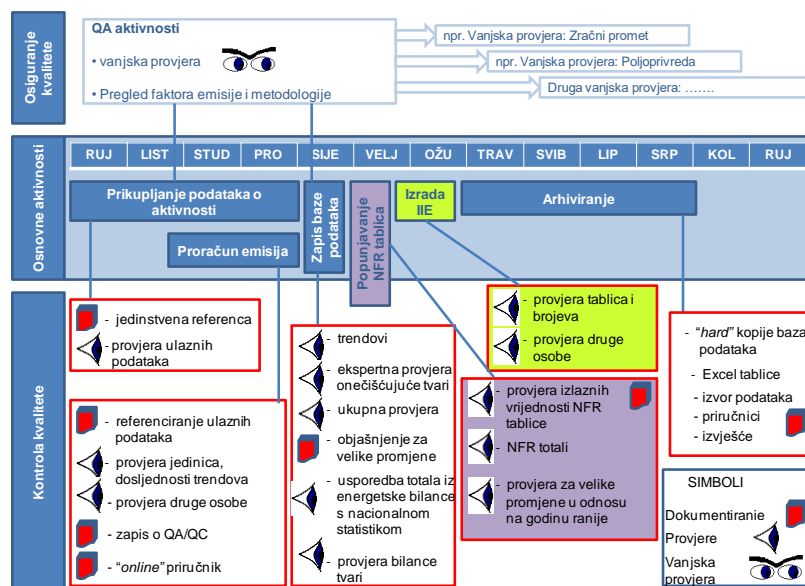 Osiguranje
kvalitete
QA aktivnosti
• vanjska provjera
• Pregled faktora emisije i metodologije
npr. Vanjska provjera: Zračni promet
npr. Vanjska provjera: Poljoprivreda
Druga vanjska provjera: …….
Osnovne aktivnosti
RUJ LIST STUD PRO SIJE VELJ OŽU TRAV SVIB LIP SRP KOL RUJ
Prikupljanje podataka o
aktivnosti
Proračun emisija
Zapis baze
podataka
Popunjavanje
NFR tablica
Izrada
IIE
Arhiviranje
Kontrola kvalitete
- jedinstvena referenca
- provjera ulaznih
podataka
- referenciranje ulaznih
podataka
- provjera jedinica,
dosljednosti trendova
- provjera druge osobe
- zapis o QA/QC
- "online" priručnik
- trendovi
- ekspertna provjera
onečišćujuće tvari
- ukupna provjera
- objašnjenje za
velike promjene
- usporedba totala iz
energetske bilance
s nacionalnom
statistikom
- provjera bilance
tvari
- provjera tablica i
brojeva
- provjera druge
osobe
- provjera izlaznih
vrijednosti NFR
tablice
- NFR totali
- provjera za velike
promjene u odnosu
na godinu ranije
- "hard" kopije baza
podataka
- Excel tablice
- izvor podataka
- priručnici
- izvješće
SIMBOLI
Dokumentiranje
Provjere
Vanjska
provjera